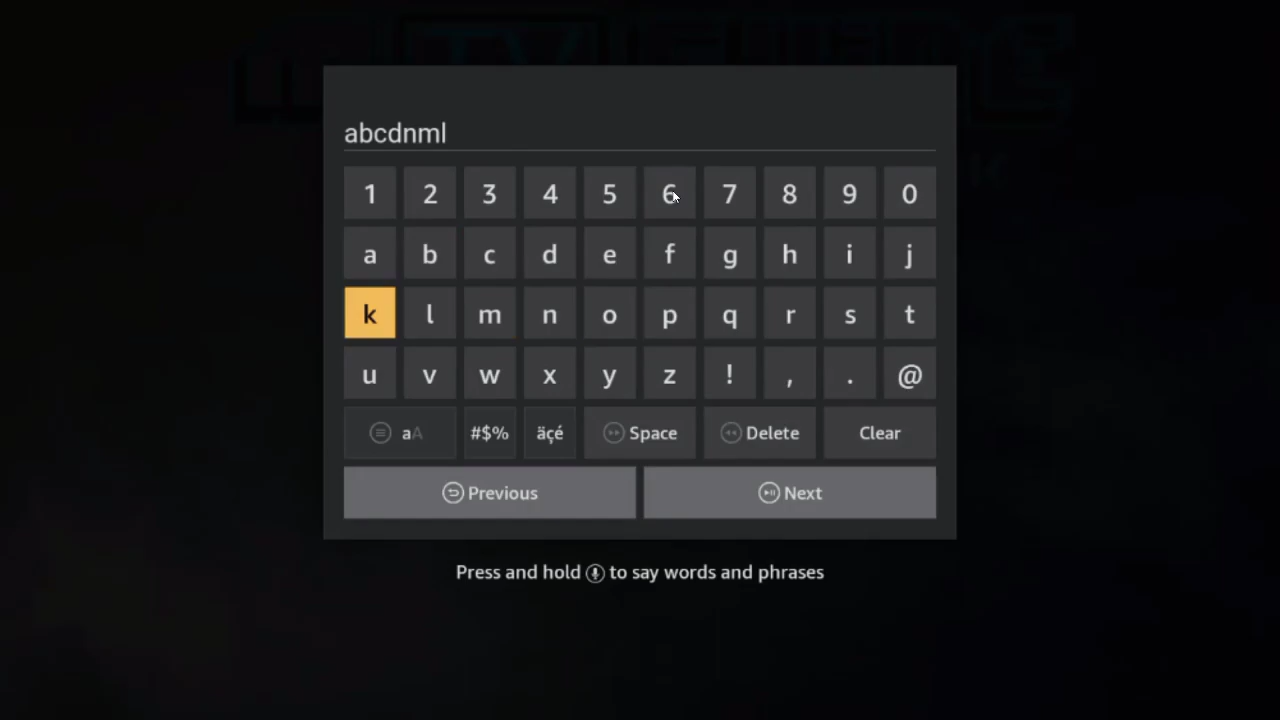 abcdnml
1 2 3 4 5 6 7 8 9 0
a b c d e f g h i j
k l m n o p q r s t
u v w x y z ! , . @
aA #$% äçé Space Delete Clear
Previous Next
Press and hold to say words and phrases